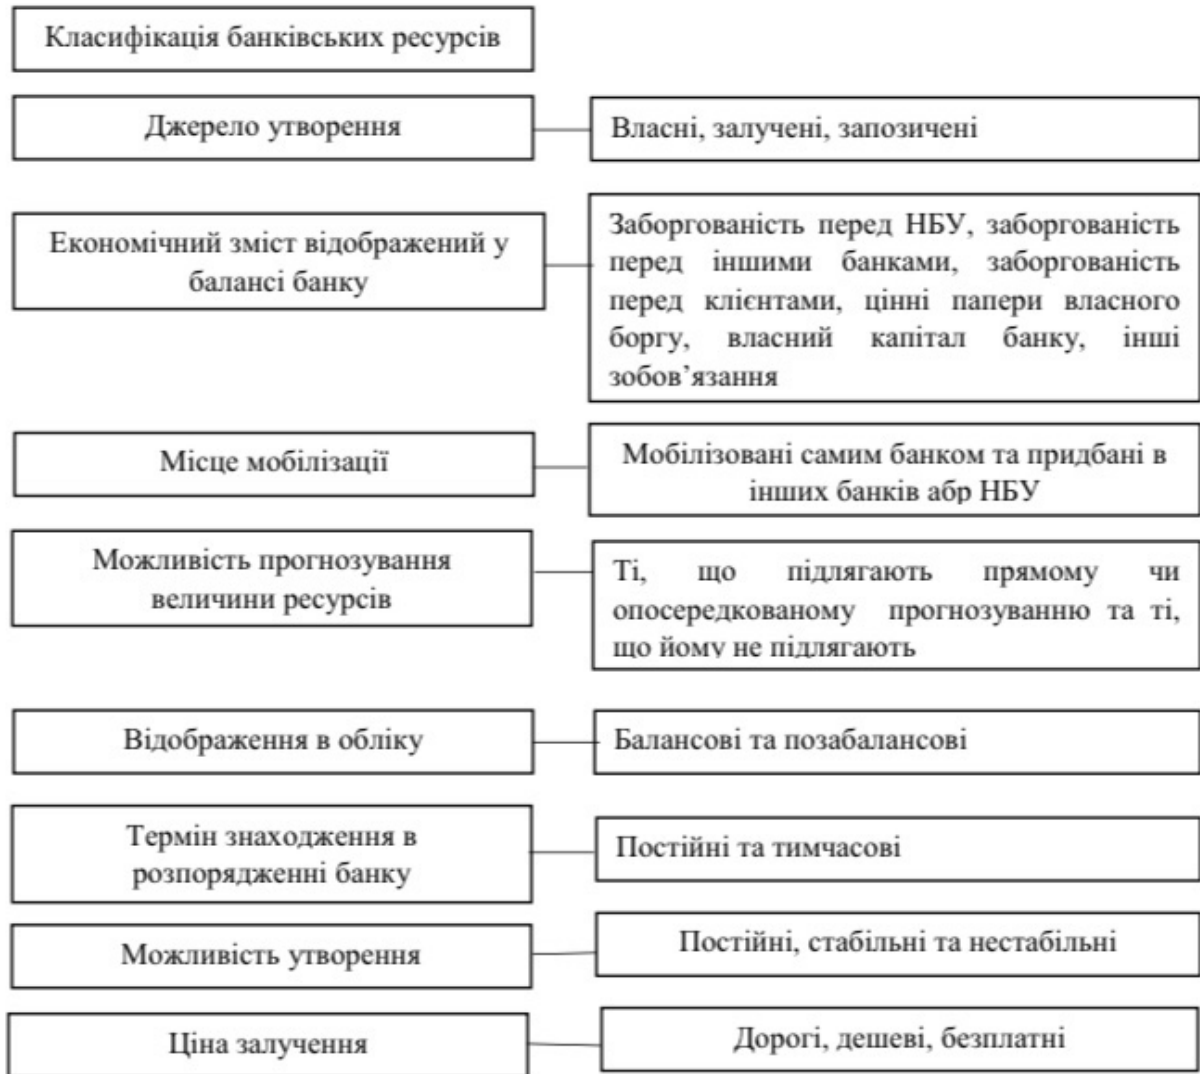 Класифікація банківських ресурсів
Джерело утворення
Власні, залучені, запозичені
Економічний зміст відображений у
балансі банку
Заборгованість перед НБУ, заборгованість
перед іншими банками, заборгованість
перед клієнтами, цінні папери власного
боргу, власний капітал банку, інші
зобов’язання
Місце мобілізації
Мобілізовані самим банком та придбані в
інших банків абр НБУ
Можливість прогнозування
величини ресурсів
Ті, що підлягають прямому чи
опосередкованому прогнозуванню та ті,
що йому не підлягають
Відображення в обліку
Балансові та позабалансові
Термін знаходження в
розпорядженні банку
Постійні та тимчасові
Можливість утворення
Постійні, стабільні та нестабільні
Ціна залучення
Дорогі, дешеві, безплатні